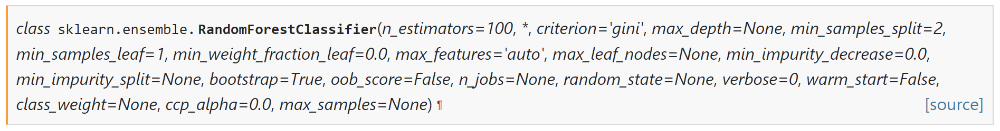 class sklearn.ensemble.RandomForestClassifier(n_estimators=100, *, criterion='gini', max_depth=None, min_samples_split=2,
min_samples_leaf=1, min_weight_fraction_leaf=0.0, max_features='auto', max_leaf_nodes=None, min_impurity_decrease=0.0,
min_impurity_split=None, bootstrap=True, oob_score=False, n_jobs=None, random_state=None, verbose=0, warm_start=False,
class_weight=None, ccp_alpha=0.0, max_samples=None) ¶ [source]